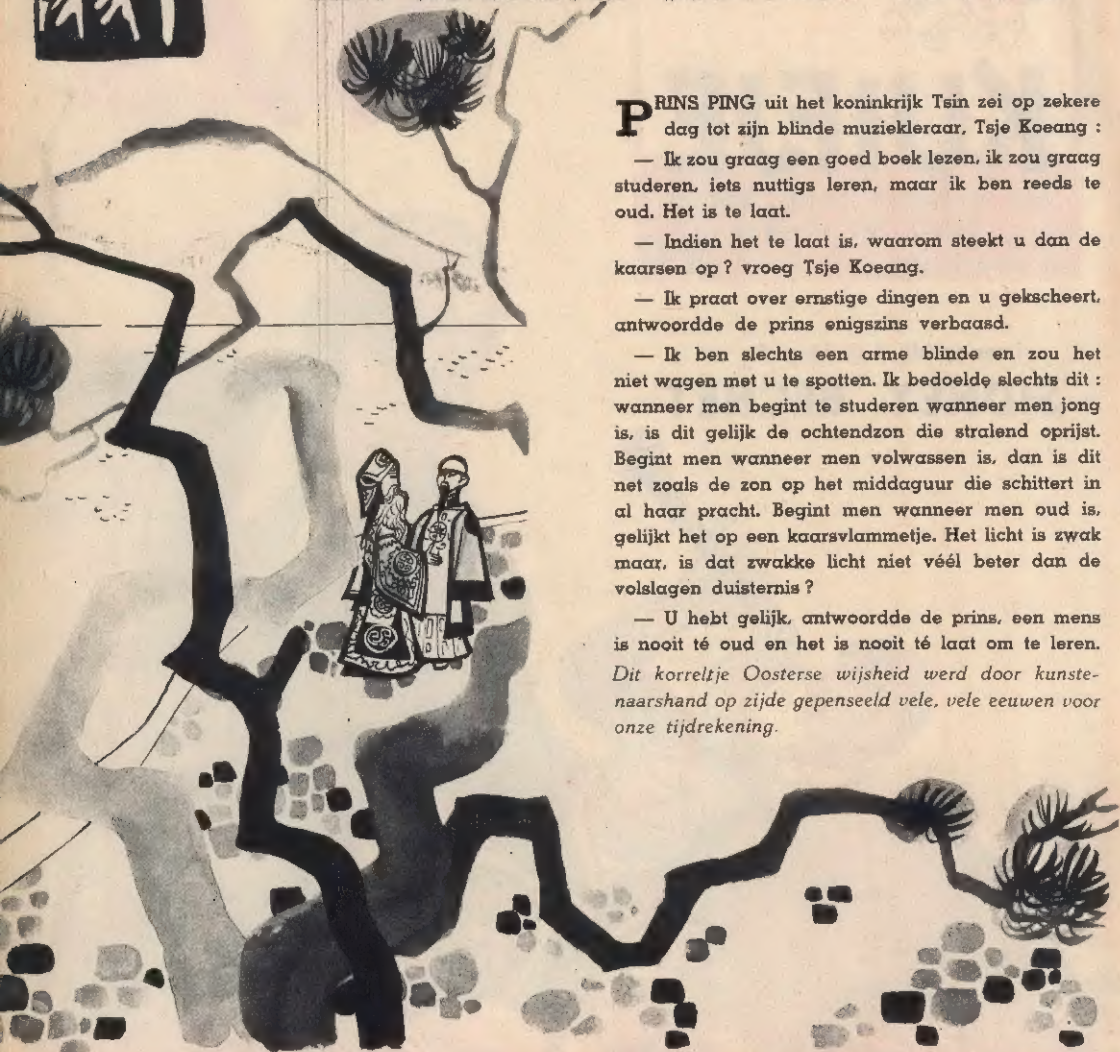 PRINS PING uit het koninkrijk Tsin zei op zekere
dag tot zijn blinde muziekleraar, Tsje Koeang :
— Ik zou graag een goed boek lezen, ik zou graag
studeren, iets nuttigs leren, maar ik ben reeds te
oud. Het is te laat.
— Indien het te laat is, waarom steekt u dan de
kaarsen op ? vroeg Tsje Koeang.
— Ik praat over ernstige dingen en u gekscheert,
antwoordde de prins enigszins verbaasd.
— Ik ben slechts een arme blinde en zou het
niet wagen met u te spotten. Ik bedoelde slechts dit :
wanneer men begint te studeren wanneer men jong
is, is dit gelijk de ochtendzon die stralend oprijst.
Begint men wanneer men volwassen is, dan is dit
net zoals de zon op het middaguur die schittert in
al haar pracht. Begint men wanneer men oud is,
gelijkt het op een kaarsvlammetje. Het licht is zwak
maar, is dat zwakke licht niet véél beter dan de
volslagen duisternis ?
— U hebt gelijk, antwoordde de prins, een mens
is nooit té oud en het is nooit té laat om te leren.
Dit korreltje Oosterse wijsheid werd door kunste-
naarshand op zijde gepenseeld vele, vele eeuwen voor
onze tijdrekening.